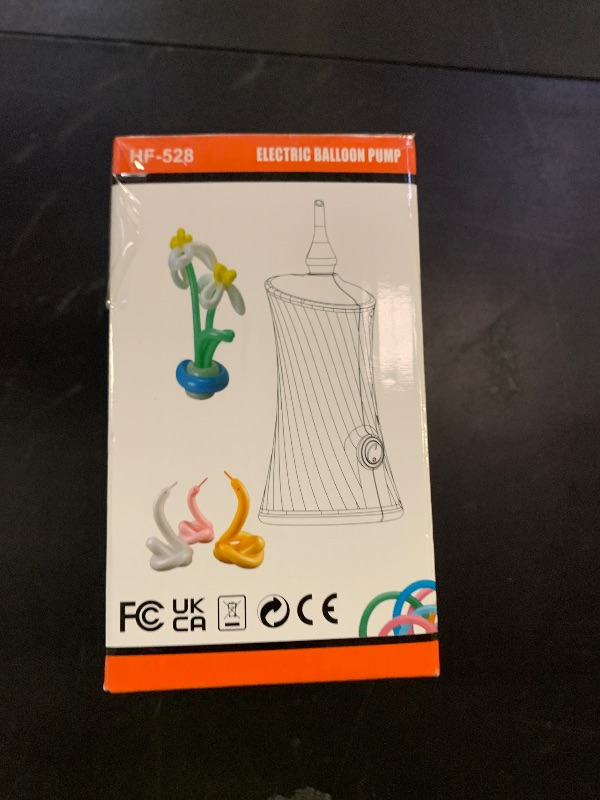 HF-528 ELECTRIC BALLOON PUMP
FC UK CA CE